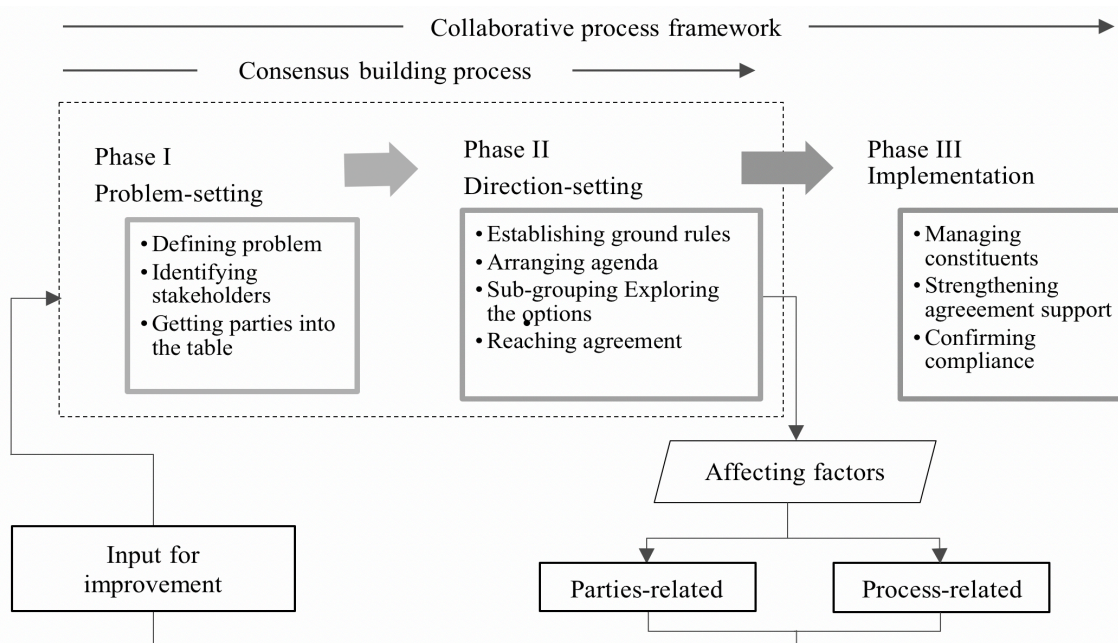 Collaborative process framework
Consensus building process
Phase I
Problem-setting
• Defining problem
• Identifying
stakeholders
• Getting parties into
the table
Phase II
Direction-setting
• Establishing ground rules
• Arranging agenda
• Sub-grouping Exploring
the options
• Reaching agreement
Phase III
Implementation
• Managing
constituents
• Strengthening
agreeement support
• Confirming
compliance
Affecting factors
Input for
improvement
Parties-related
Process-related